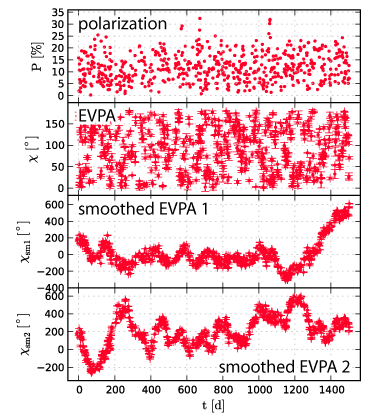 polarization
P [%]
35
30
25
20
15
10
5
0
EVPA
χ [°]
150
100
50
0
smoothed EVPA 1
χsm1 [°]
600
400
200
0
−200
−400
smoothed EVPA 2
χsm2 [°]
600
400
200
0
−200
0 200 400 600 800 1000 1200 1400
t [d]